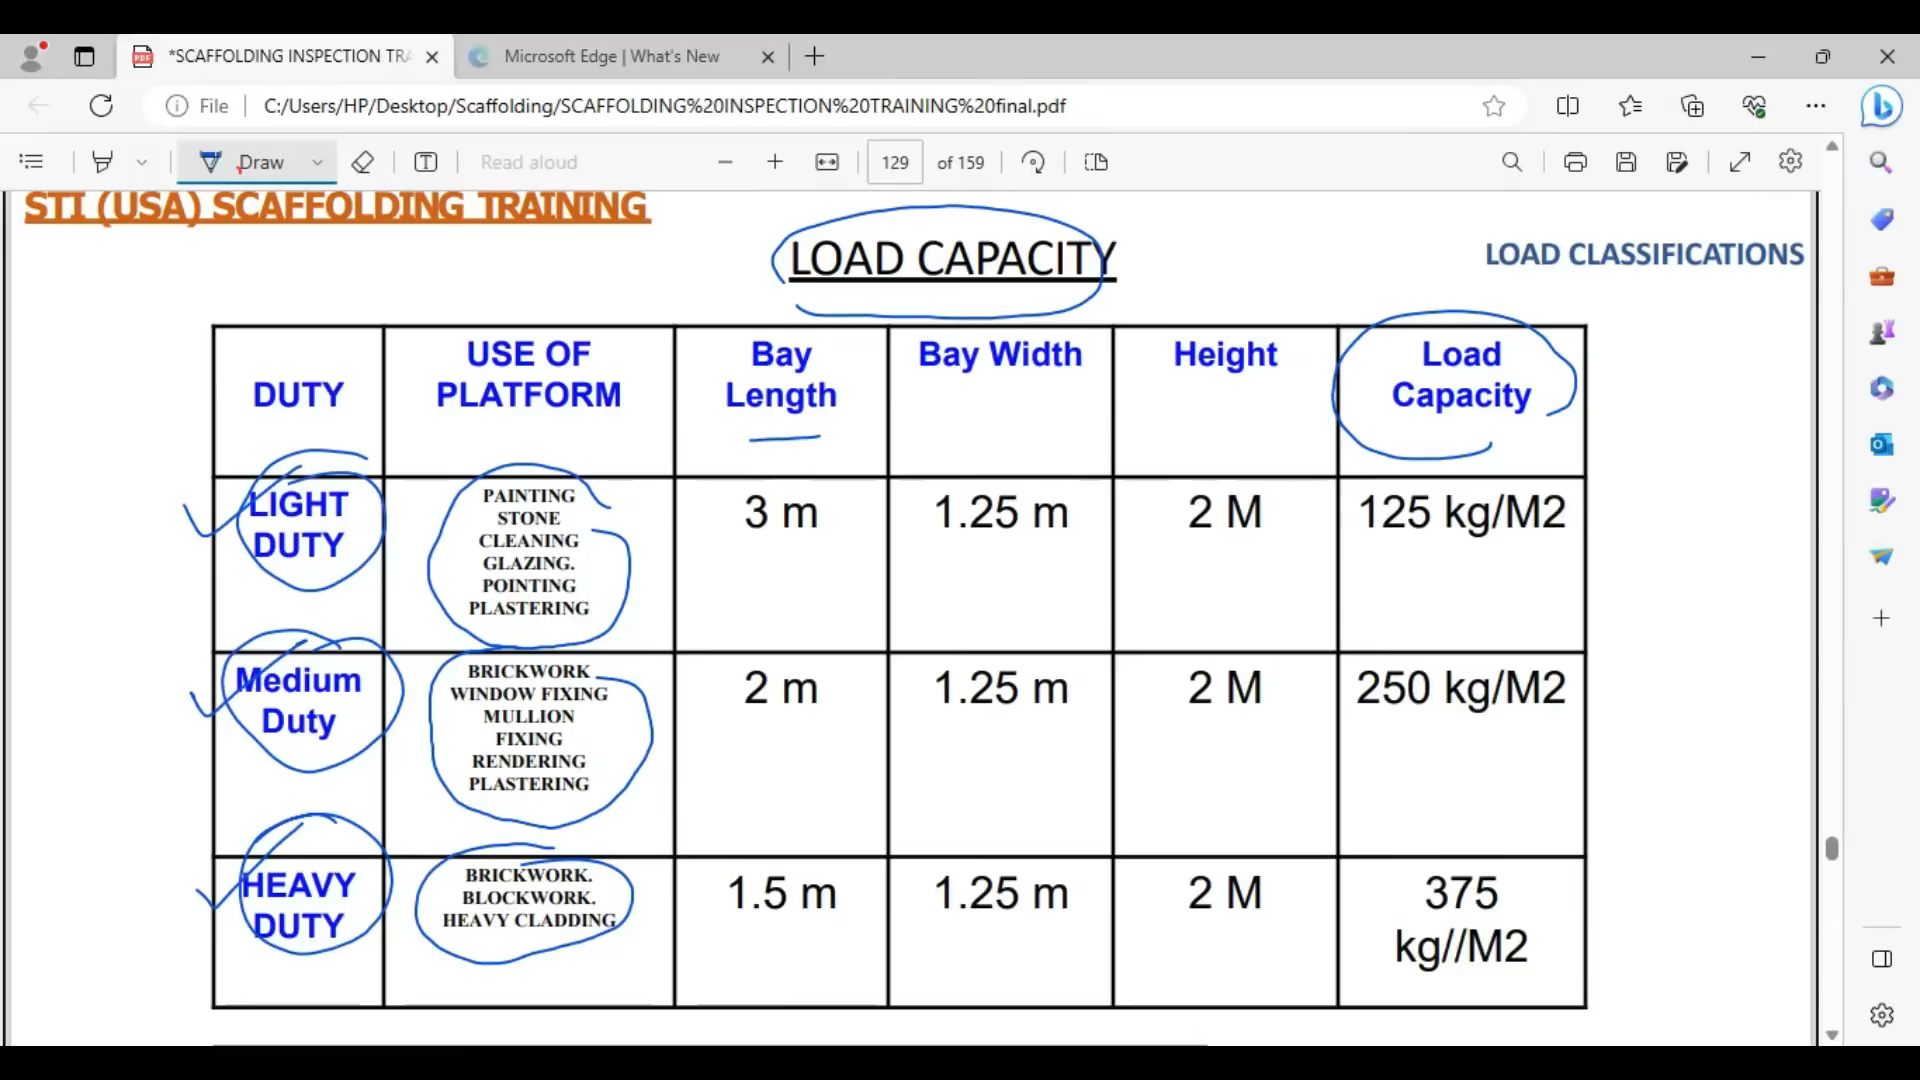 *SCAFFOLDING INSPECTION TRA
Microsoft Edge | What's New
File
C:/Users/HP/Desktop/Scaffolding/SCAFFOLDING%20INSPECTION%20TRAINING%20final.pdf
Draw
Read aloud
129
of 159
STI (USA) SCAFFOLDING TRAINING
LOAD CAPACITY
LOAD CLASSIFICATIONS
DUTY
USE OF
PLATFORM
Bay
Length
Bay Width
Height
Load
Capacity
LIGHT
DUTY
PAINTING
STONE
CLEANING
GLAZING.
POINTING
PLASTERING
3 m
1.25 m
2 M
125 kg/M2
Medium
Duty
BRICKWORK
WINDOW FIXING
MULLION
FIXING
RENDERING
PLASTERING
2 m
1.25 m
2 M
250 kg/M2
HEAVY
DUTY
BRICKWORK.
BLOCKWORK.
HEAVY CLADDING
1.5 m
1.25 m
2 M
375
kg//M2